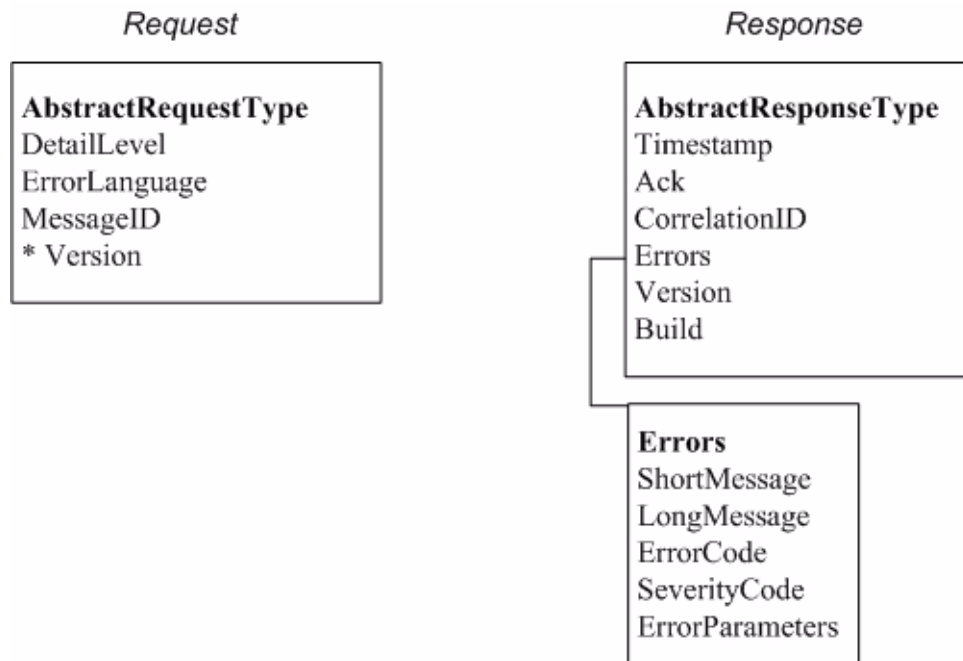 Request
AbstractRequestType
DetailLevel
ErrorLanguage
MessageID
* Version
Response
AbstractResponseType
Timestamp
Ack
CorrelationID
Errors
Version
Build
Errors
ShortMessage
LongMessage
ErrorCode
SeverityCode
ErrorParameters